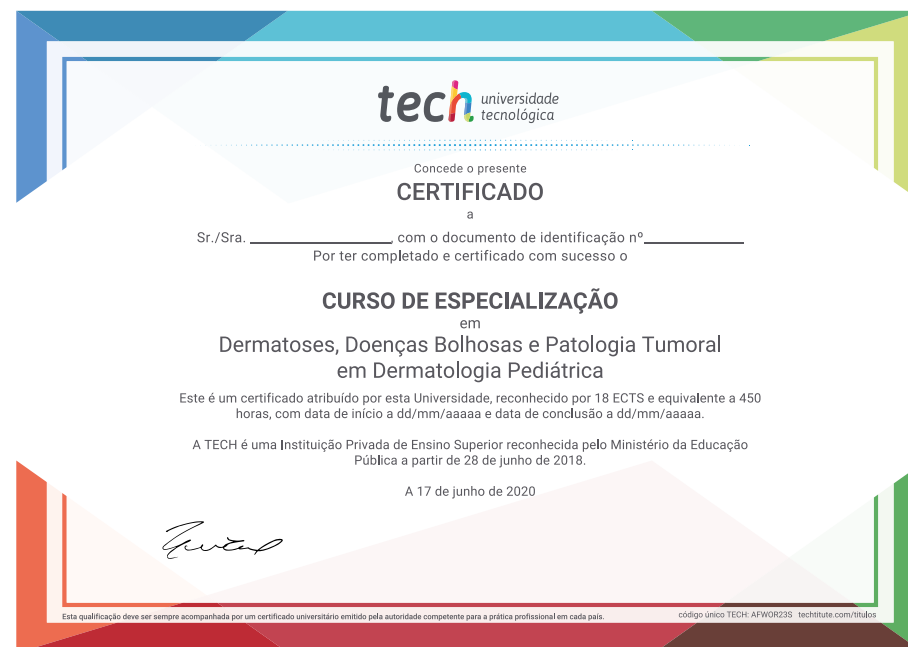 tech universidade
tecnológica
Concede o presente
CERTIFICADO
a
Sr./Sra. ____________________, com o documento de identificação nº______________
Por ter completado e certificado com sucesso o
CURSO DE ESPECIALIZAÇÃO
em
Dermatoses, Doenças Bolhosas e Patologia Tumoral
em Dermatologia Pediátrica
Este é um certificado atribuído por esta Universidade, reconhecido por 18 ECTS e equivalente a 450
horas, com data de início a dd/mm/aaaaa e data de conclusão a dd/mm/aaaaa.
A TECH é uma Instituição Privada de Ensino Superior reconhecida pelo Ministério da Educação
Pública a partir de 28 de junho de 2018.
A 17 de junho de 2020
Esta qualificação deve ser sempre acompanhada por um certificado universitário emitido pela autoridade competente para a prática profissional em cada país.
código único TECH: AFWOR23S techtitute.com/titulos